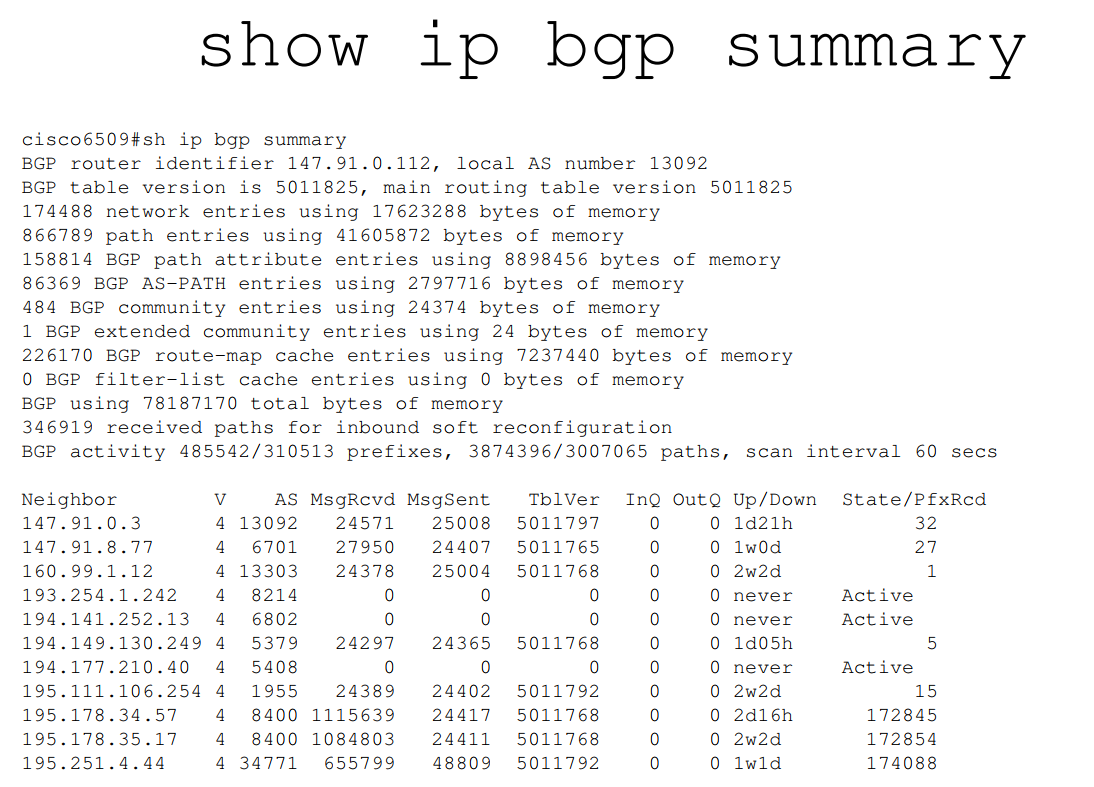 show ip bgp summary
cisco6509#sh ip bgp summary
BGP router identifier 147.91.0.112, local AS number 13092
BGP table version is 5011825, main routing table version 5011825
174488 network entries using 17623288 bytes of memory
866789 path entries using 41605872 bytes of memory
158814 BGP path attribute entries using 8898456 bytes of memory
86369 BGP AS-PATH entries using 2797716 bytes of memory
484 BGP community entries using 24374 bytes of memory
1 BGP extended community entries using 24 bytes of memory
226170 BGP route-map cache entries using 7237440 bytes of memory
0 BGP filter-list cache entries using 0 bytes of memory
BGP using 78187170 total bytes of memory
346919 received paths for inbound soft reconfiguration
BGP activity 485542/310513 prefixes, 3874396/3007065 paths, scan interval 60 secs
Neighbor        V    AS MsgRcvd MsgSent   TblVer  InQ OutQ Up/Down  State/PfxRcd
147.91.0.3      4 13092   24571   25008  5011797    0    0 1d21h          32
147.91.8.77     4  6701   27950   24407  5011765    0    0 1w0d           27
160.99.1.12     4 13303   24378   25004  5011768    0    0 2w2d            1
193.254.1.242   4  8214       0       0        0    0    0 never    Active
194.141.252.13  4  6802       0       0        0    0    0 never    Active
194.149.130.249 4  5379   24297   24365  5011768    0    0 1d05h           5
194.177.210.40  4  5408       0       0        0    0    0 never    Active
195.111.106.254 4  1955   24389   24402  5011792    0    0 2w2d           15
195.178.34.57   4  8400 1115639   24417  5011768    0    0 2d16h      172845
195.178.35.17   4  8400 1084803   24411  5011768    0    0 2w2d       172854
195.251.4.44    4 34771  655799   48809  5011792    0    0 1w1d       174088